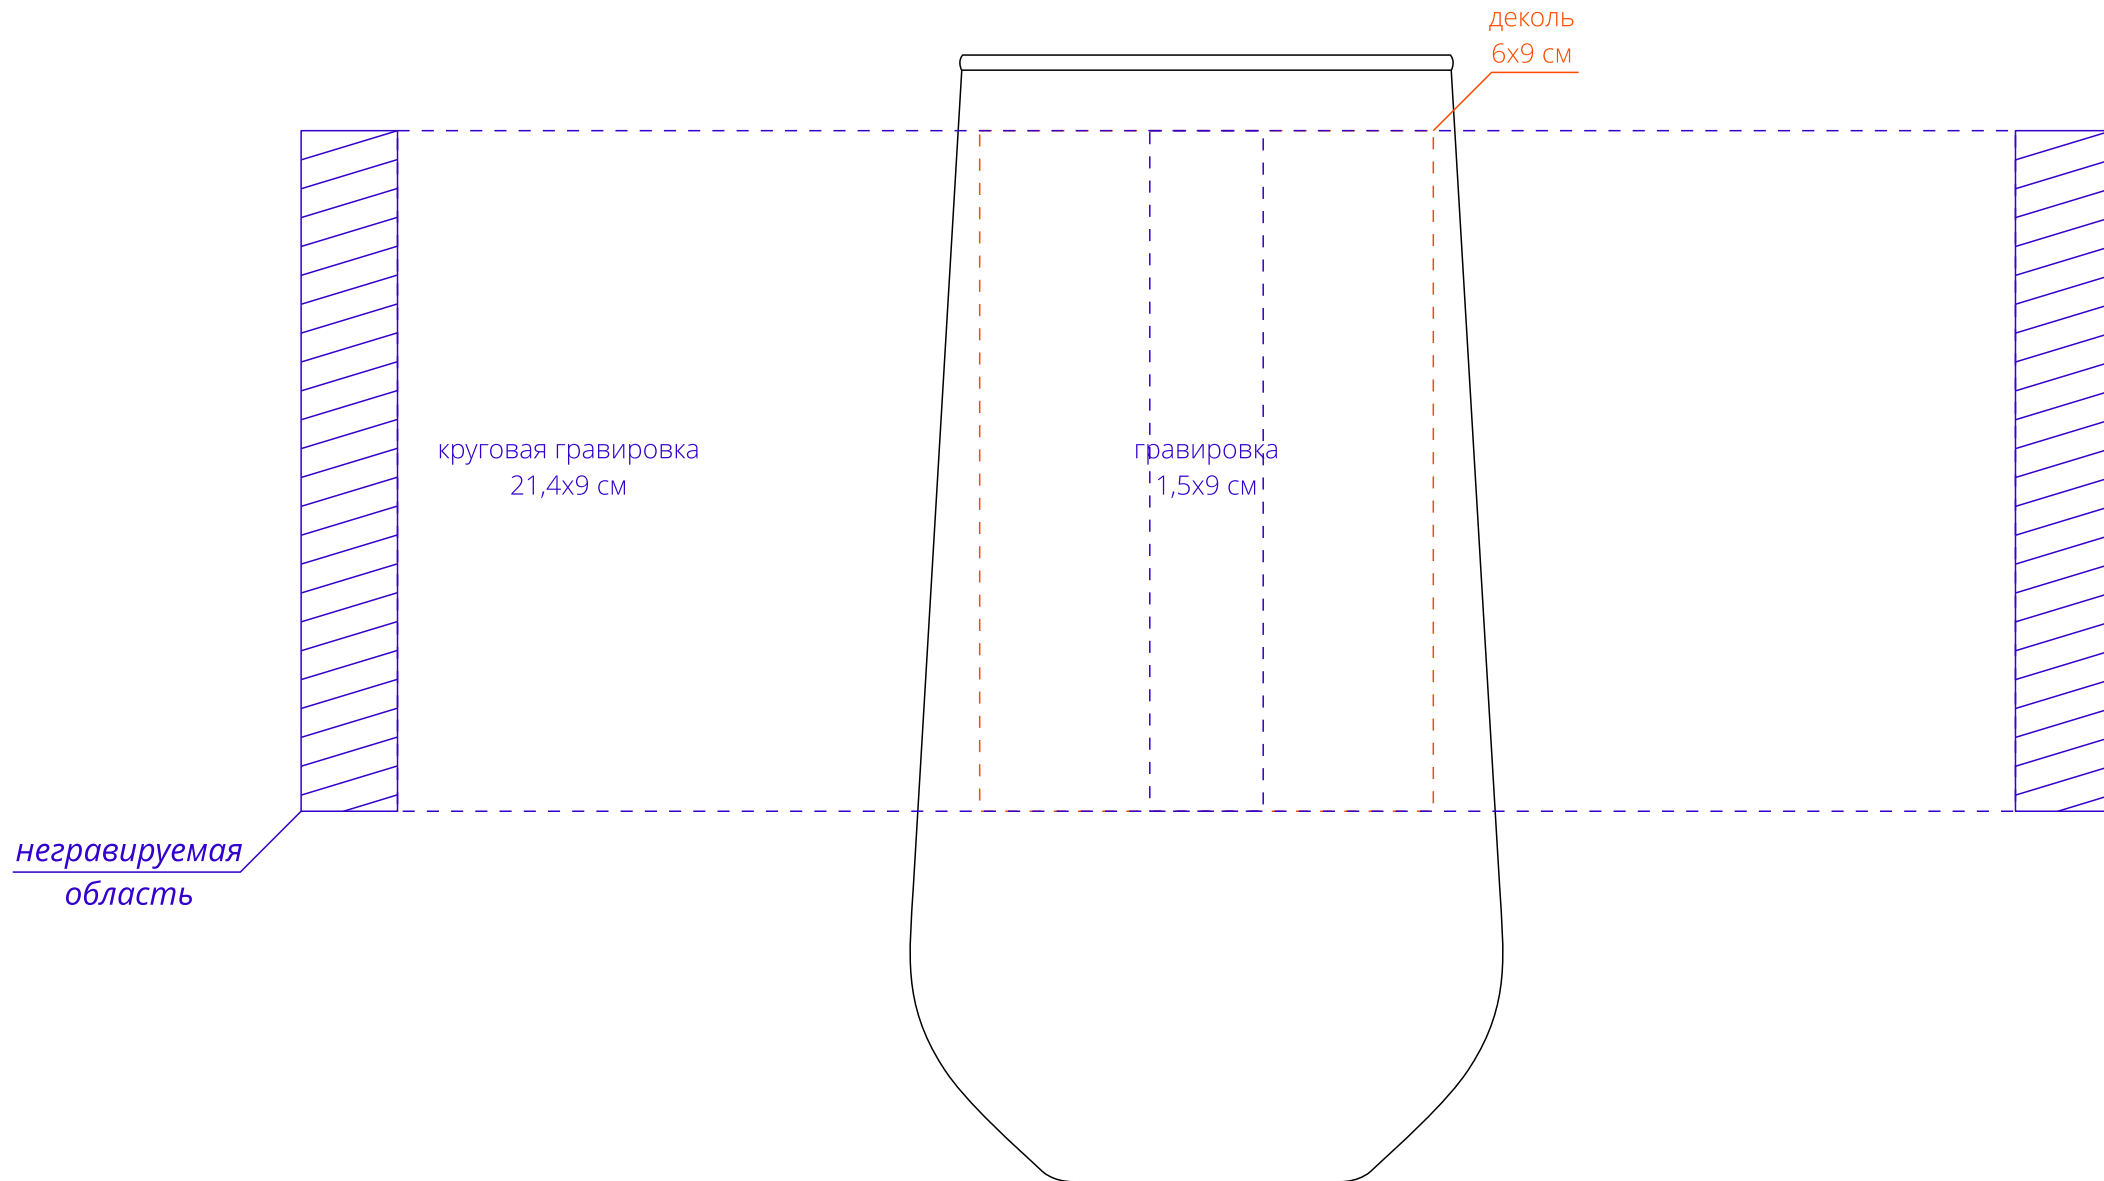 деколь
6х9 см
круговая гравировка
21,4х9 см
гравировка
1,5х9 см
негравируемая
область